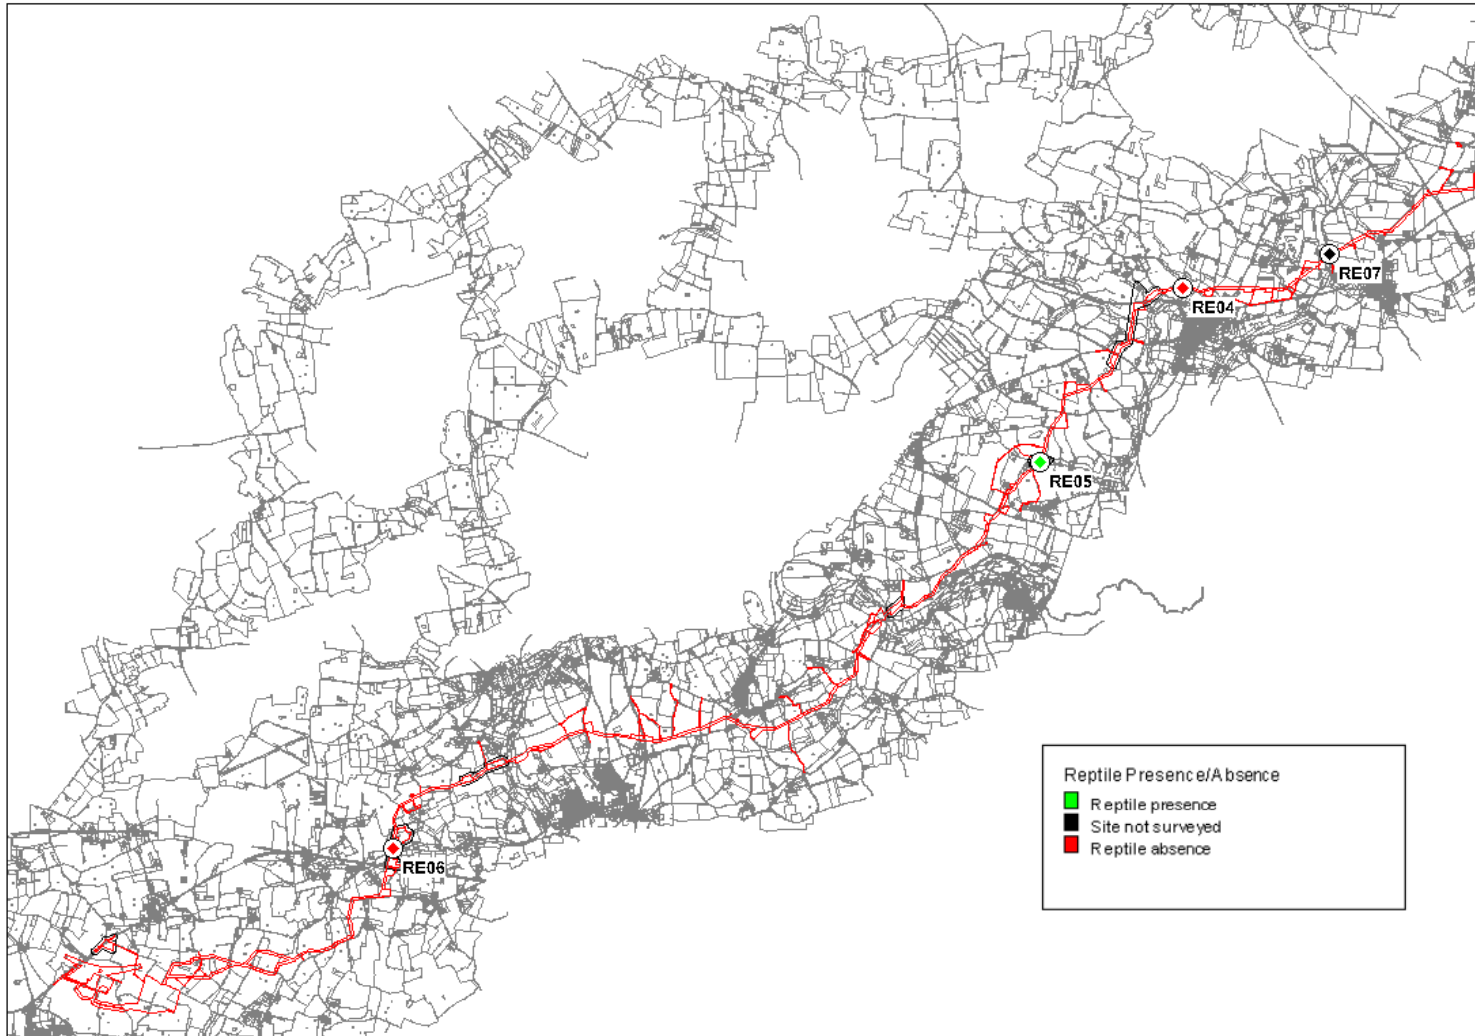 RE07
RE04
RE05
RE06
Reptile Presence/Absence
Reptile presence
Site not surveyed
Reptile absence